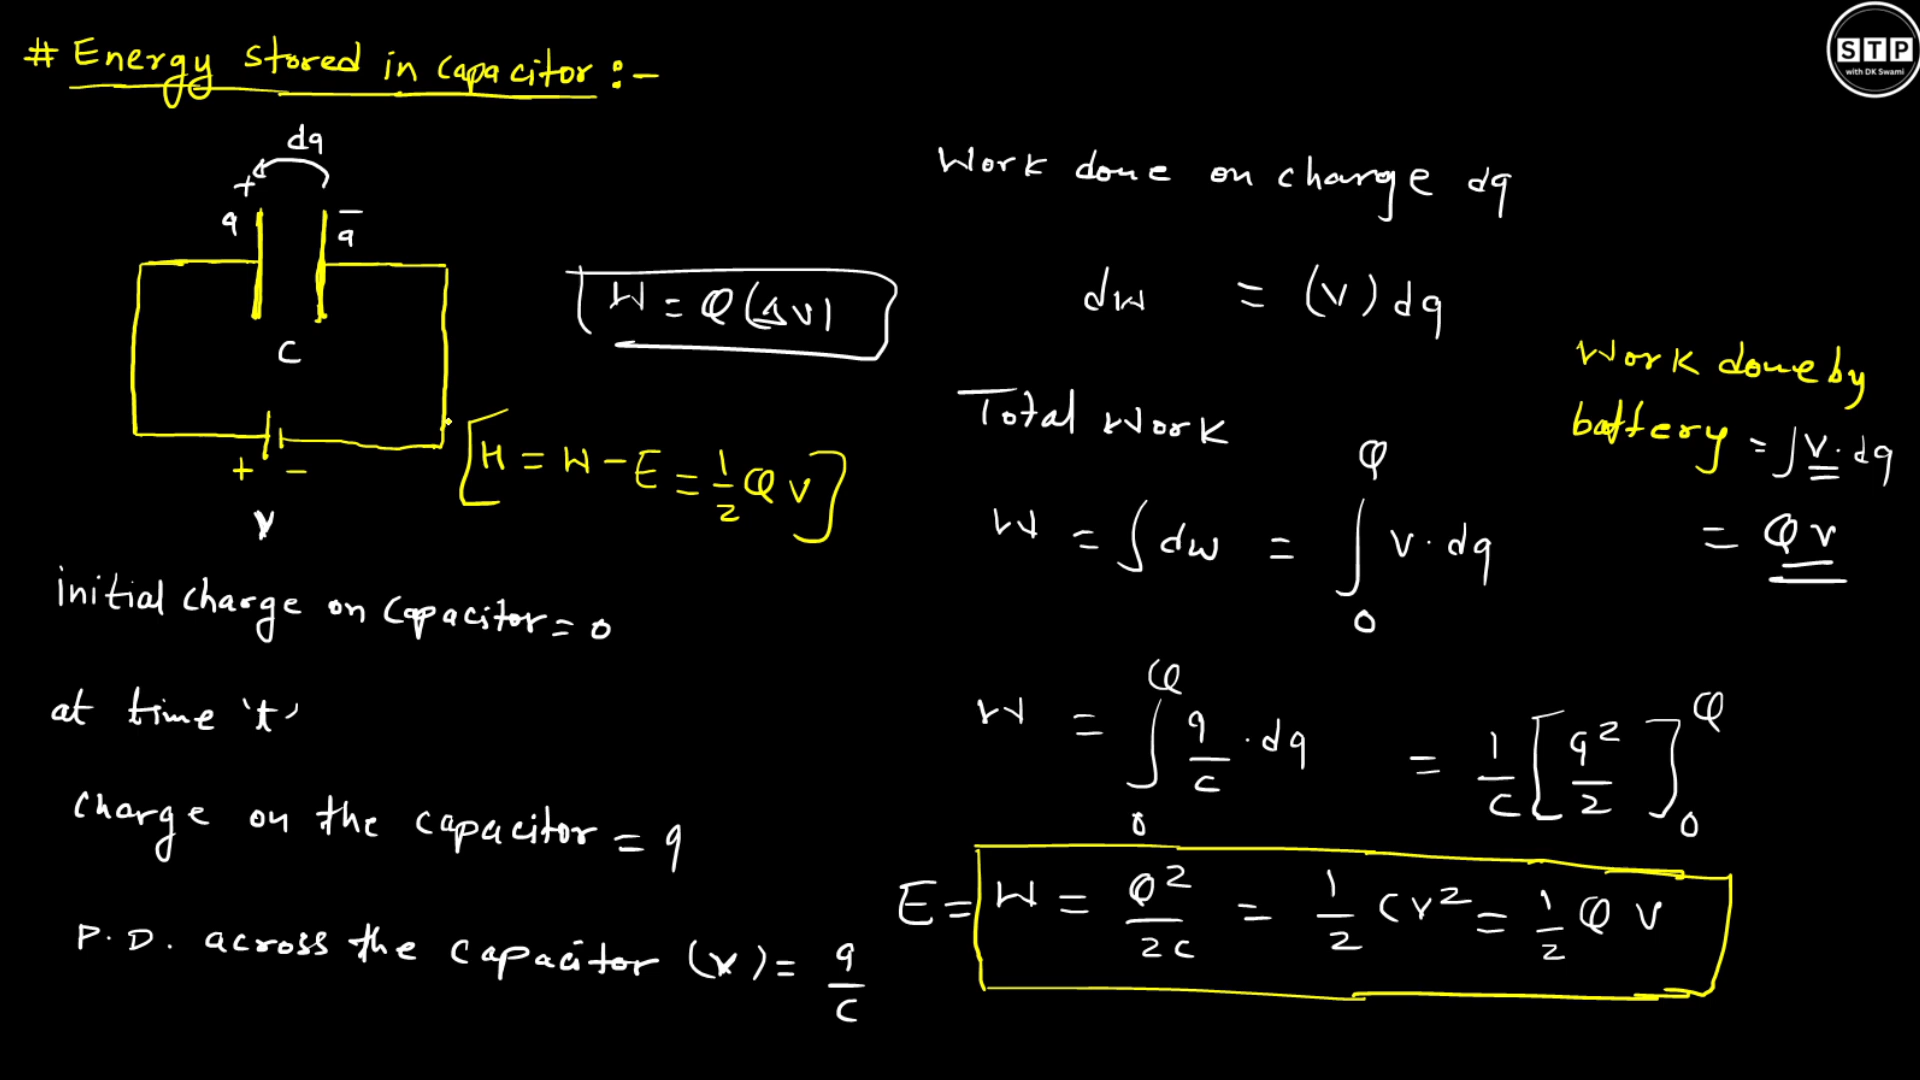 # Energy stored in capacitor :-
STP
with DK Swami
dq
+
q
-
q
C
+ -
V
W = Q(ΔV)
[H = W - E = 1/2 QV]
initial charge on capacitor = 0
at time 't'
charge on the capacitor = q
P.D. across the capacitor (V) = q/C
Work done on charge dq
dw = (V) dq
Total work
W = ∫dw = ∫₀^Q V·dq
W = ∫₀^Q q/C · dq = 1/C [q²/2]₀^Q
E = W = Q²/2C = 1/2 CV² = 1/2 QV
Work done by
battery = ∫V·dq
= QV